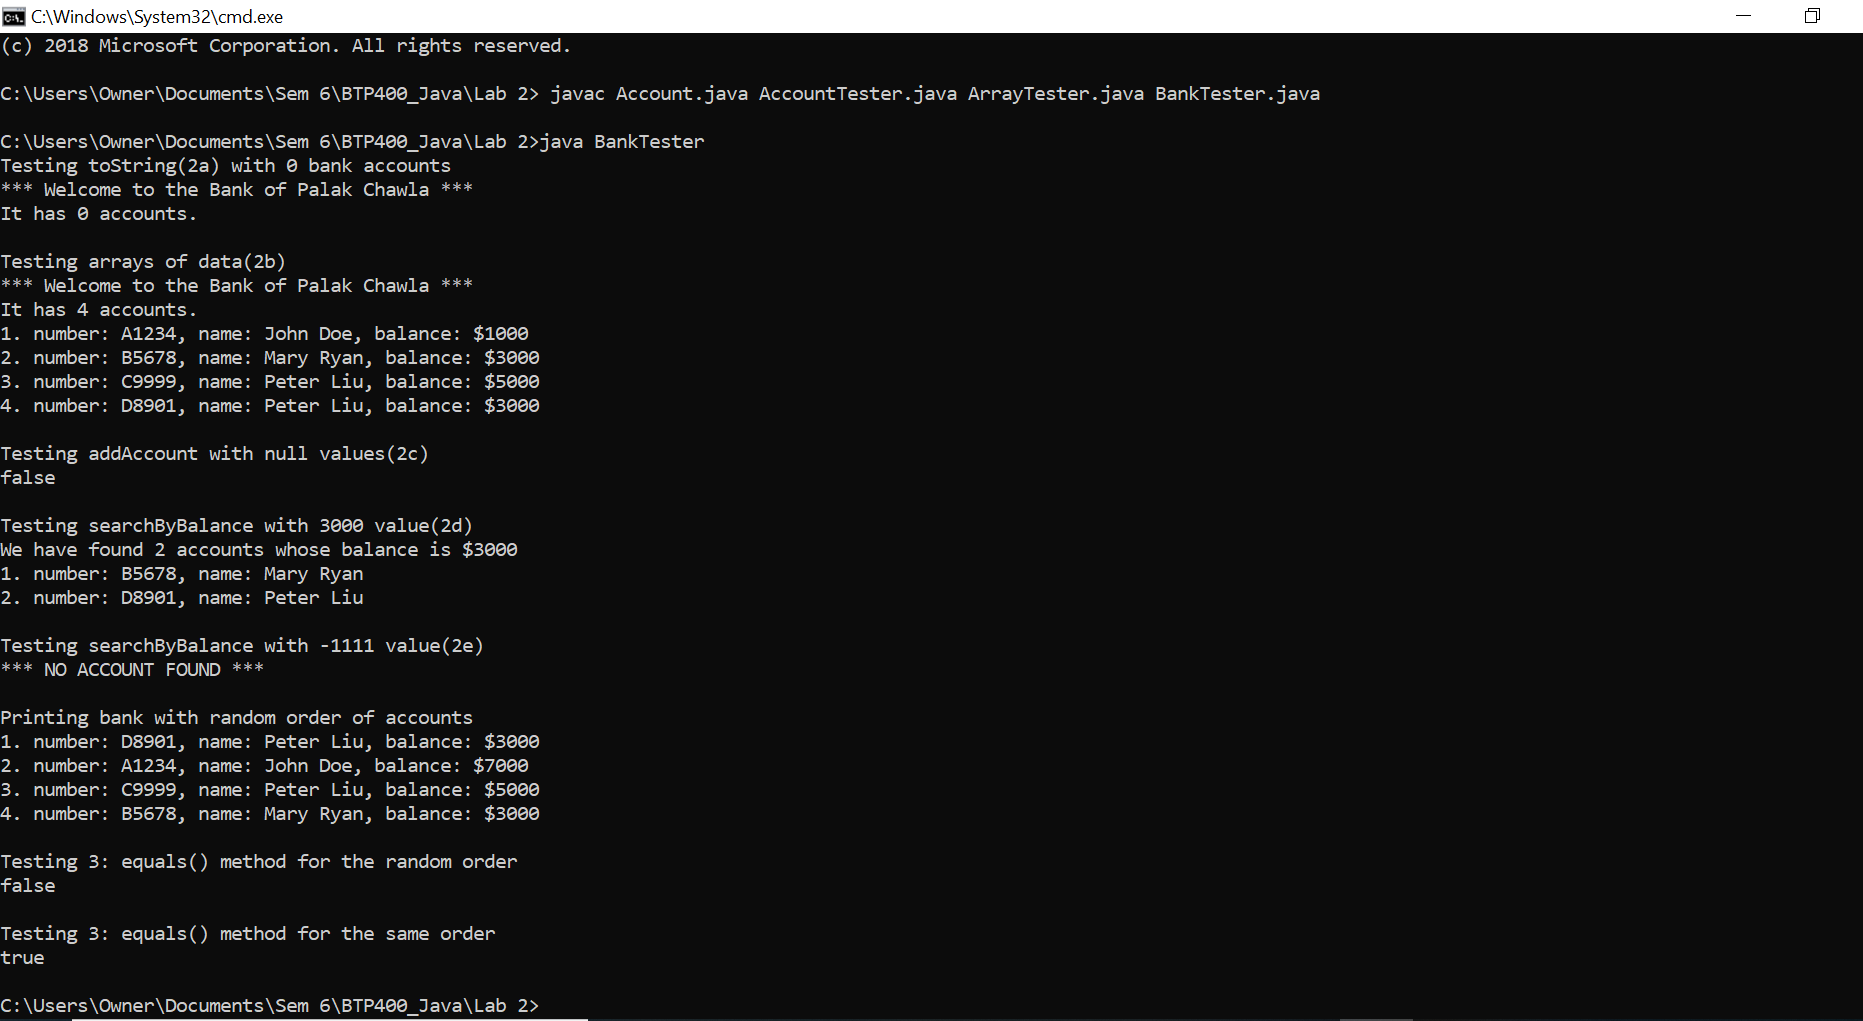 C:\Windows\System32\cmd.exe
(c) 2018 Microsoft Corporation. All rights reserved.
C:\Users\Owner\Documents\Sem 6\BTP400_Java\Lab 2> javac Account.java AccountTester.java ArrayTester.java BankTester.java
C:\Users\Owner\Documents\Sem 6\BTP400_Java\Lab 2>java BankTester
Testing toString(2a) with 0 bank accounts
*** Welcome to the Bank of Palak Chawla ***
It has 0 accounts.
Testing arrays of data(2b)
*** Welcome to the Bank of Palak Chawla ***
It has 4 accounts.
1. number: A1234, name: John Doe, balance: $1000
2. number: B5678, name: Mary Ryan, balance: $3000
3. number: C9999, name: Peter Liu, balance: $5000
4. number: D8901, name: Peter Liu, balance: $3000
Testing addAccount with null values(2c)
false
Testing searchByBalance with 3000 value(2d)
We have found 2 accounts whose balance is $3000
1. number: B5678, name: Mary Ryan
2. number: D8901, name: Peter Liu
Testing searchByBalance with -1111 value(2e)
*** NO ACCOUNT FOUND ***
Printing bank with random order of accounts
1. number: D8901, name: Peter Liu, balance: $3000
2. number: A1234, name: John Doe, balance: $7000
3. number: C9999, name: Peter Liu, balance: $5000
4. number: B5678, name: Mary Ryan, balance: $3000
Testing 3: equals() method for the random order
false
Testing 3: equals() method for the same order
true
C:\Users\Owner\Documents\Sem 6\BTP400_Java\Lab 2>